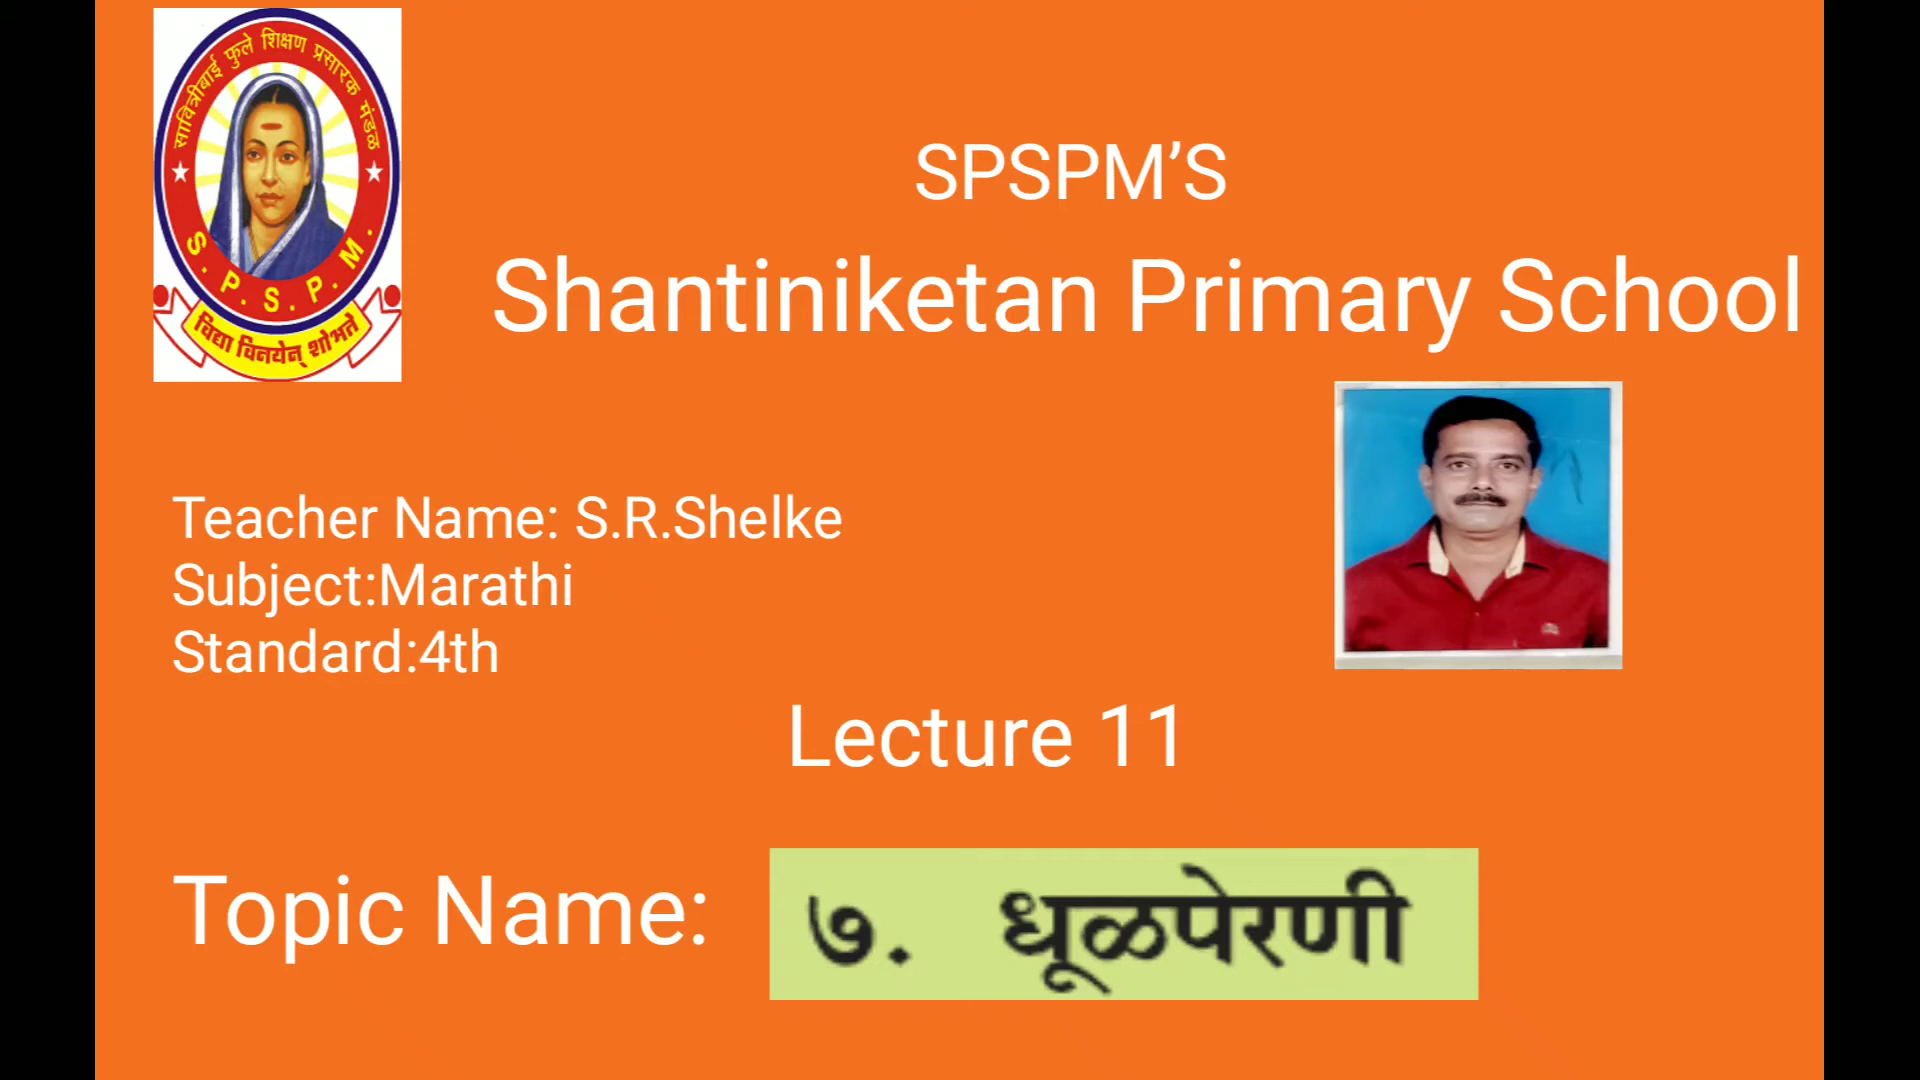 सावित्रीबाई फुले शिक्षण प्रसारक मंडळ
S. P. S. P. M.
विद्या विनयेन् शोभते
SPSPM’S
Shantiniketan Primary School
Teacher Name: S.R.Shelke
Subject:Marathi
Standard:4th
Lecture 11
Topic Name: ७. धूळपेरणी